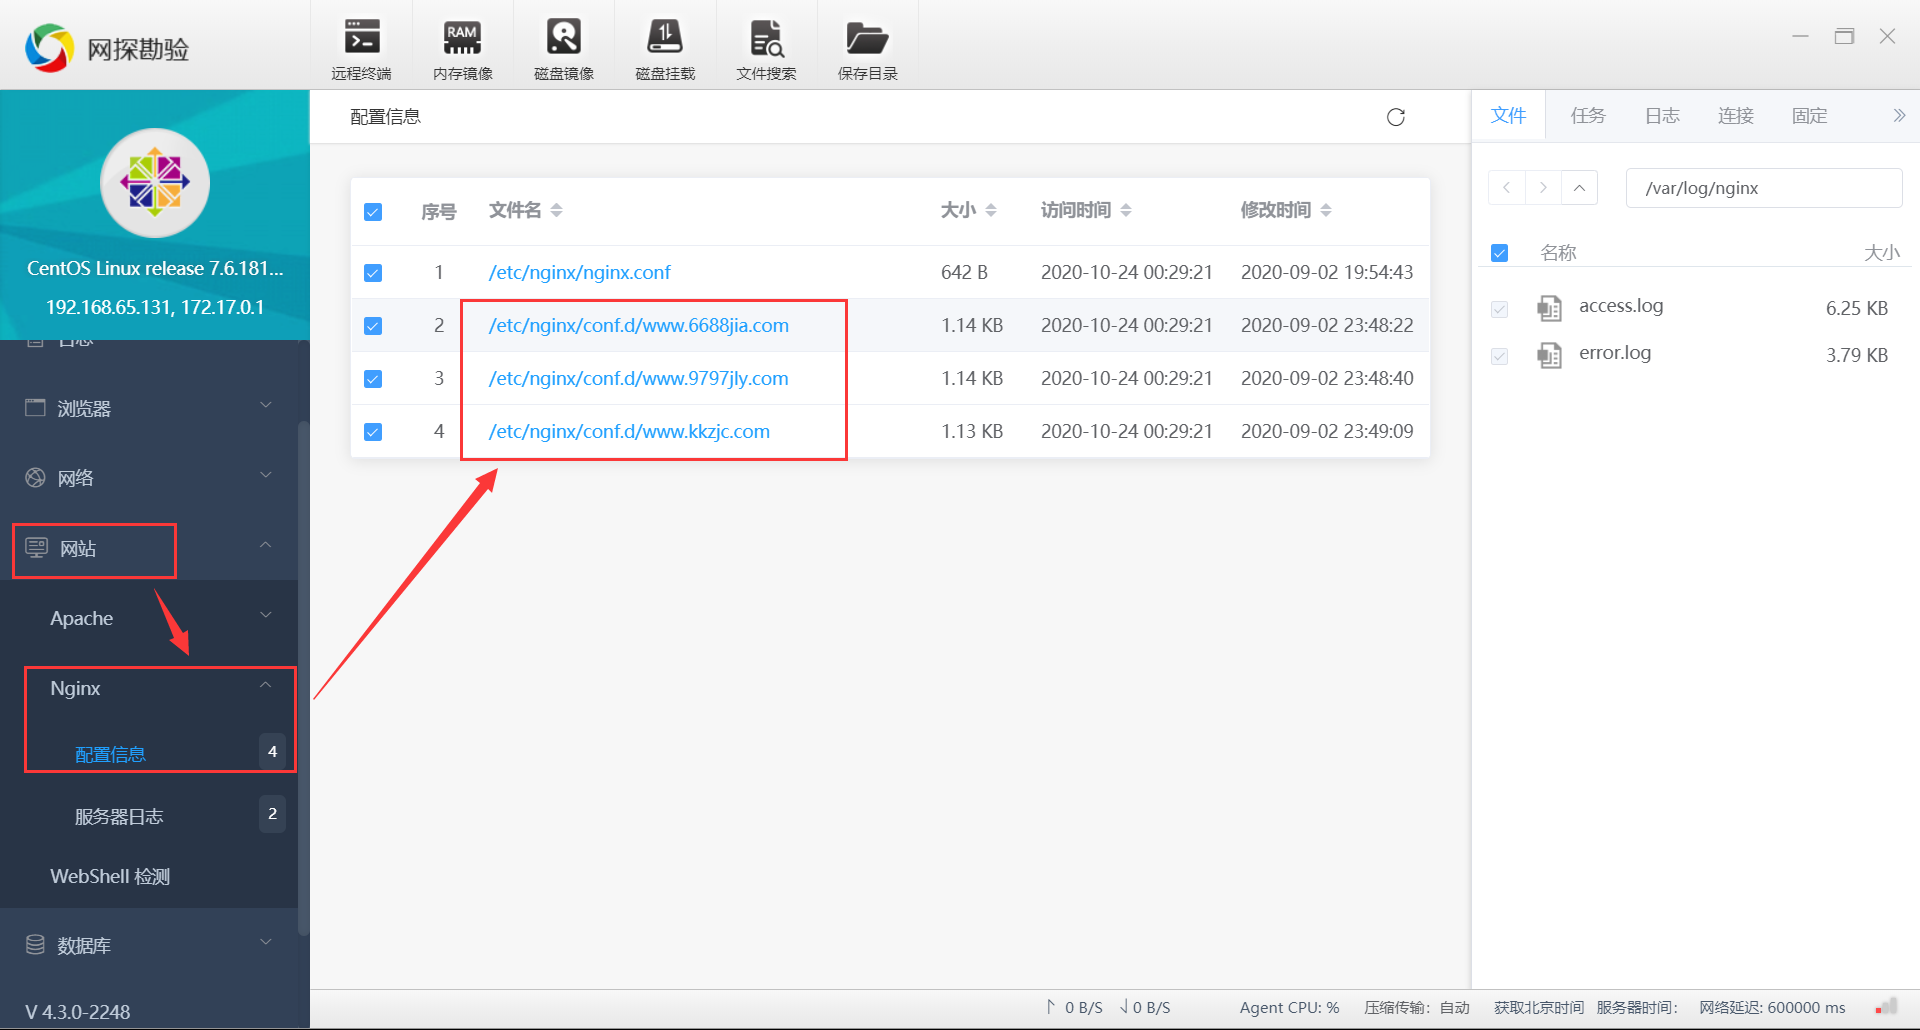 网探勘验
远程终端
RAM
内存镜像
磁盘镜像
磁盘挂载
文件搜索
保存目录
CentOS Linux release 7.6.181...
192.168.65.131, 172.17.0.1
日志
浏览器
网络
网站
Apache
Nginx
配置信息 4
服务器日志 2
WebShell 检测
数据库
V 4.3.0-2248
配置信息
序号 文件名 大小 访问时间 修改时间
1 /etc/nginx/nginx.conf 642 B 2020-10-24 00:29:21 2020-09-02 19:54:43
2 /etc/nginx/conf.d/www.6688jia.com 1.14 KB 2020-10-24 00:29:21 2020-09-02 23:48:22
3 /etc/nginx/conf.d/www.9797jly.com 1.14 KB 2020-10-24 00:29:21 2020-09-02 23:48:40
4 /etc/nginx/conf.d/www.kkzjc.com 1.13 KB 2020-10-24 00:29:21 2020-09-02 23:49:09
文件 任务 日志 连接 固定
/var/log/nginx
名称 大小
access.log 6.25 KB
error.log 3.79 KB
0 B/S 0 B/S Agent CPU: % 压缩传输: 自动 获取北京时间 服务器时间: 网络延迟: 600000 ms